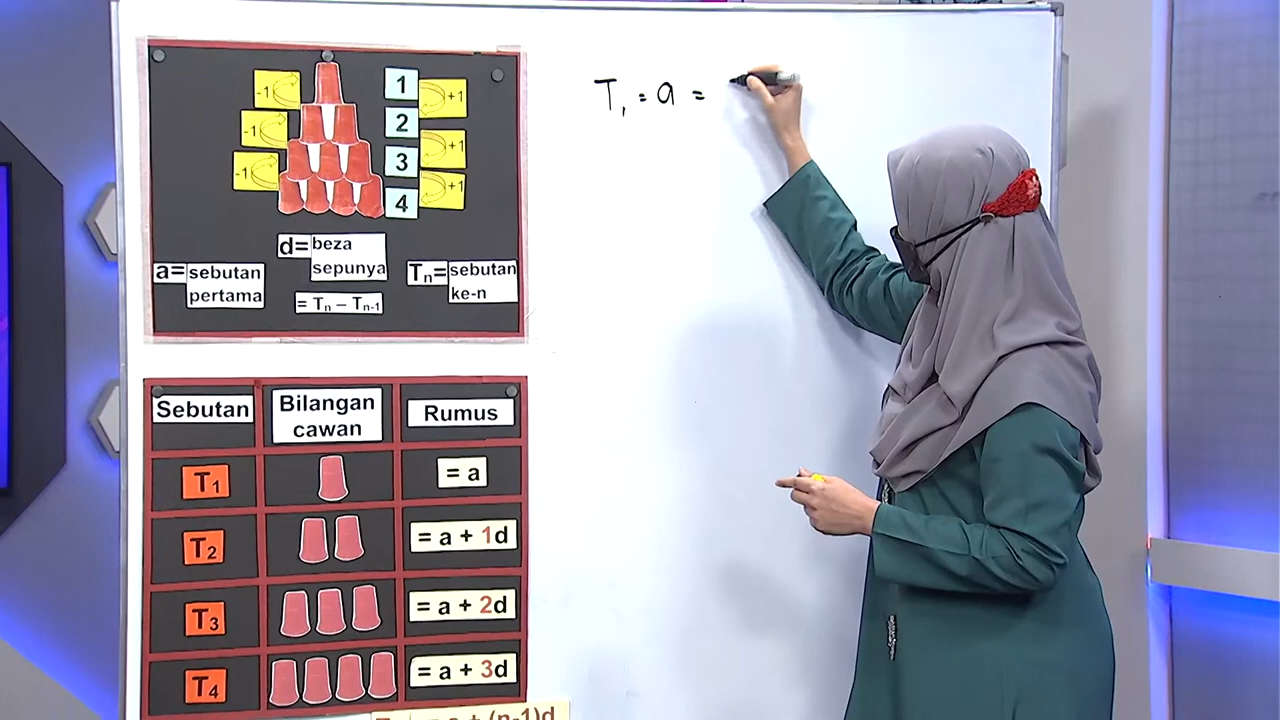 -1 1 +1
-1 2 +1
-1 3 +1
4
d= beza sepunya
= Tn – Tn-1
a= sebutan pertama
Tn= sebutan ke-n
T1 = a =
Sebutan Bilangan cawan Rumus
T1 = a
T2 = a + 1d
T3 = a + 2d
T4 = a + 3d
= a + (n-1)d